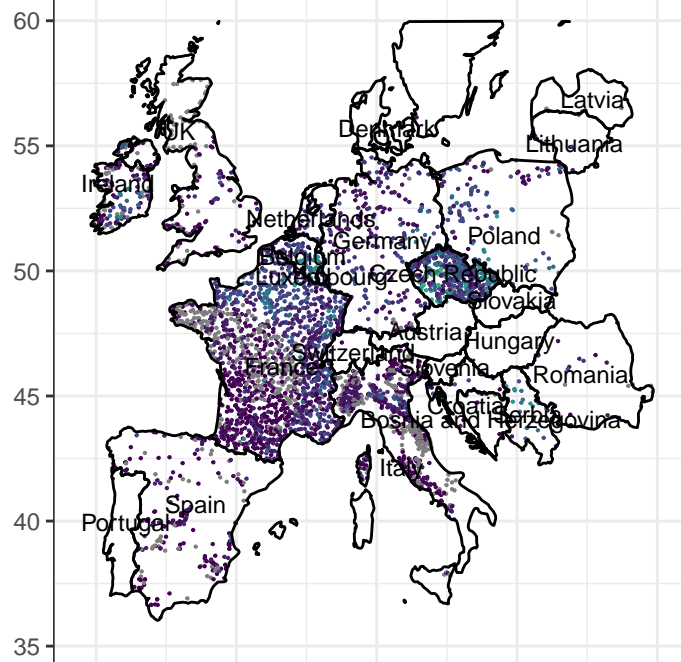 60
Latvia
UK
Denmark
55
Lithuania
Ireland
Netherlands
Poland
Germany
Belgium
50
Luxembourg
Czech Republic
Slovakia
Austria
Hungary
Switzerland
France
Slovenia
Romania
45
Croatia
Serbia
Bosnia and Herzegovina
Italy
Spain
40
Portugal
35